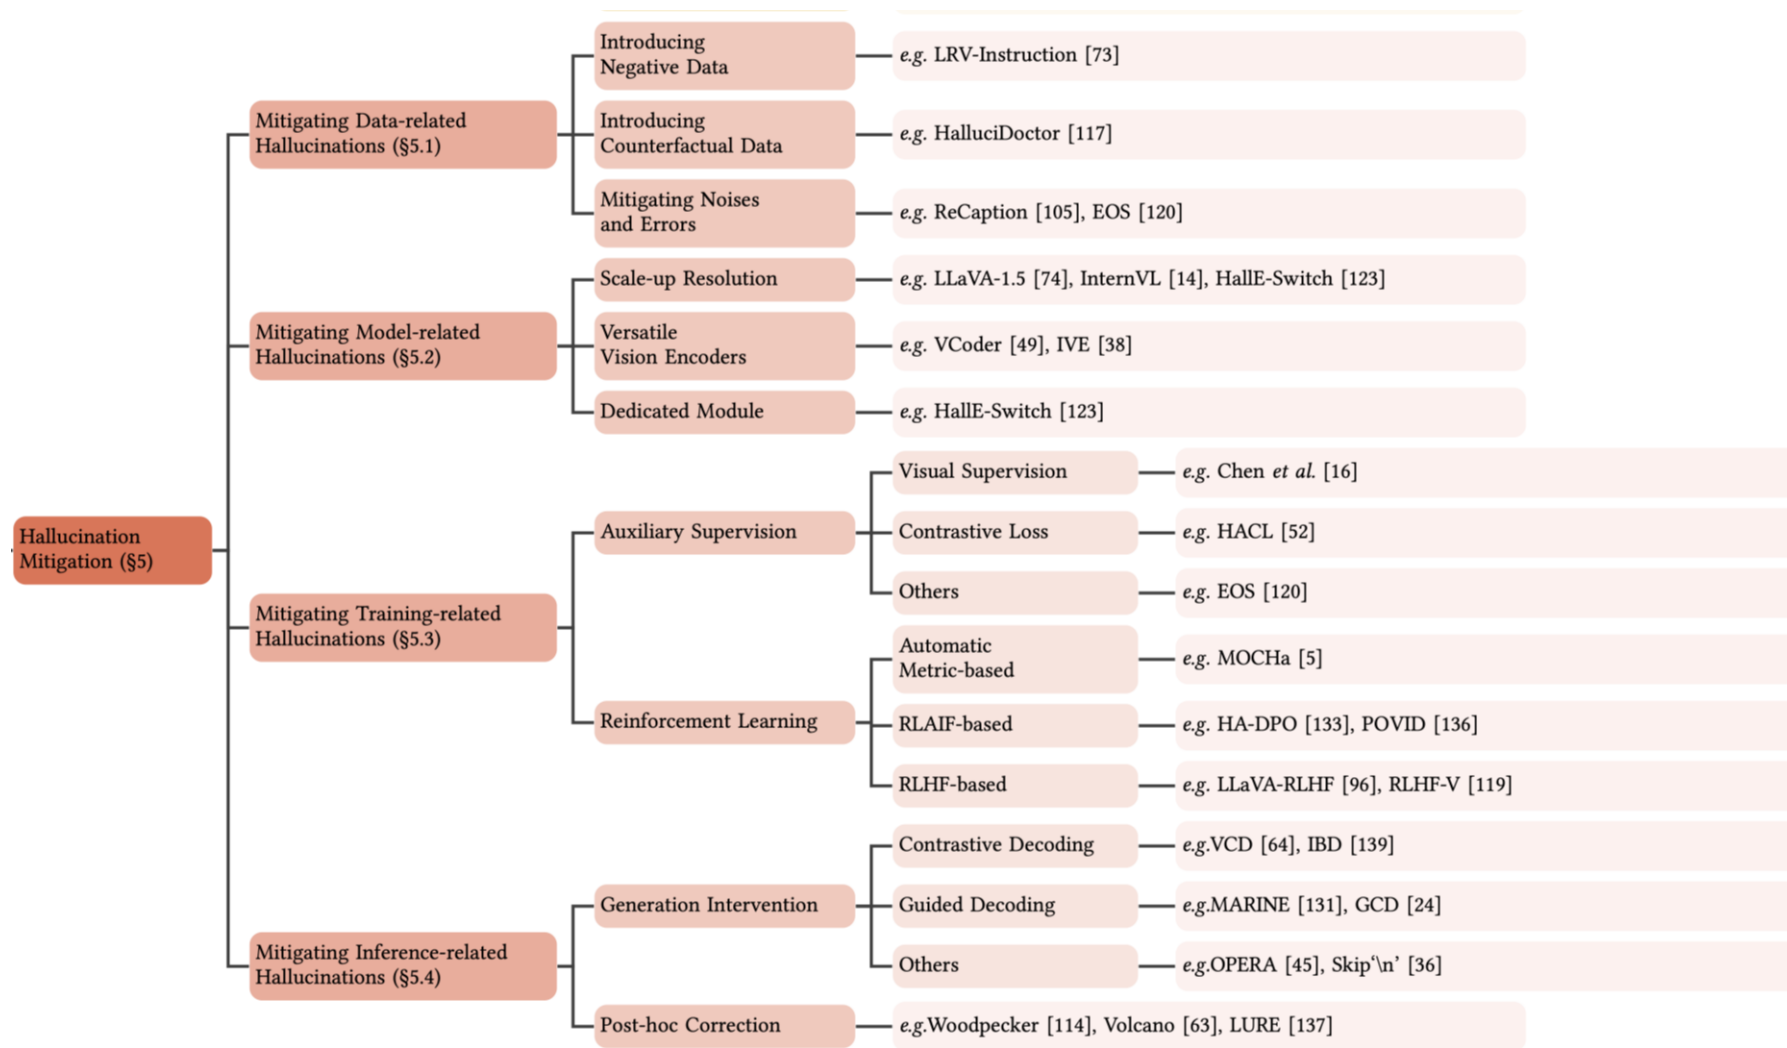 Introducing
Negative Data
e.g. LRV-Instruction [73]
Mitigating Data-related
Hallucinations (§5.1)
Introducing
Counterfactual Data
e.g. HalluciDoctor [117]
Mitigating Noises
and Errors
e.g. ReCaption [105], EOS [120]
Scale-up Resolution
e.g. LLaVA-1.5 [74], InternVL [14], HallE-Switch [123]
Mitigating Model-related
Hallucinations (§5.2)
Versatile
Vision Encoders
e.g. VCoder [49], IVE [38]
Dedicated Module
e.g. HallE-Switch [123]
Visual Supervision
e.g. Chen et al. [16]
Hallucination
Mitigation (§5)
Auxiliary Supervision
Contrastive Loss
e.g. HACL [52]
Others
e.g. EOS [120]
Mitigating Training-related
Hallucinations (§5.3)
Automatic
Metric-based
e.g. MOCHa [5]
Reinforcement Learning
RLAIF-based
e.g. HA-DPO [133], POVID [136]
RLHF-based
e.g. LLaVA-RLHF [96], RLHF-V [119]
Contrastive Decoding
e.g.VCD [64], IBD [139]
Generation Intervention
Guided Decoding
e.g.MARINE [131], GCD [24]
Mitigating Inference-related
Hallucinations (§5.4)
Others
e.g.OPERA [45], Skip‘\n’ [36]
Post-hoc Correction
e.g.Woodpecker [114], Volcano [63], LURE [137]